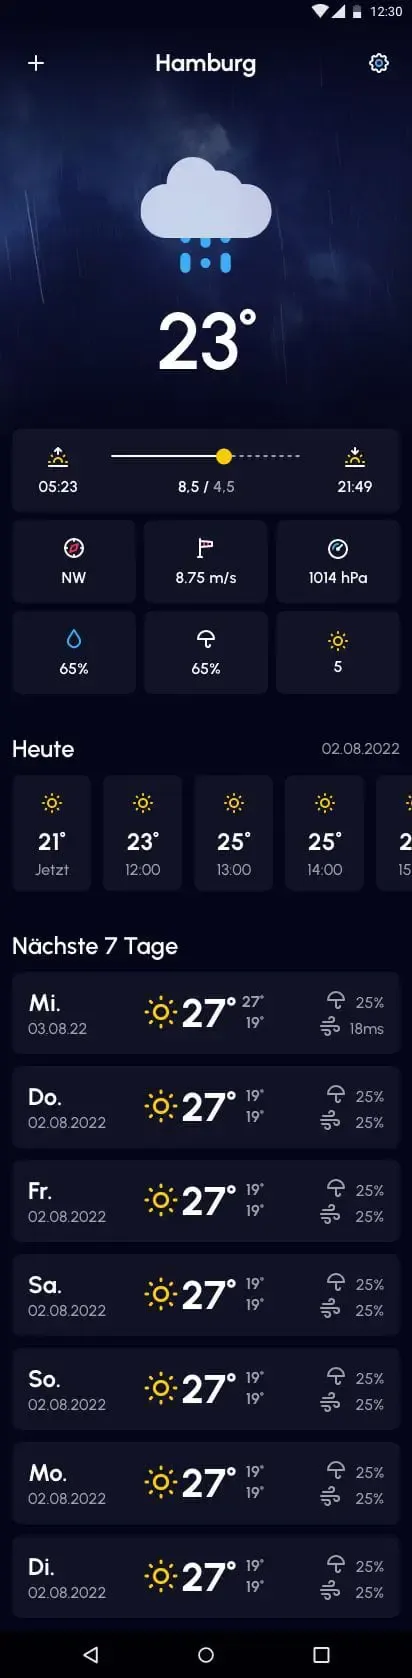 12:30
Hamburg
23°
05:23 8,5 / 4,5 21:49
NW 8.75 m/s 1014 hPa
65% 65% 5
Heute 02.08.2022
21° 23° 25° 25° 2
Jetzt 12:00 13:00 14:00 15
Nächste 7 Tage
Mi. 27° 27° 25%
03.08.22 19° 18ms
Do. 27° 19° 25%
02.08.2022 19° 25%
Fr. 27° 19° 25%
02.08.2022 19° 25%
Sa. 27° 19° 25%
02.08.2022 19° 25%
So. 27° 19° 25%
02.08.2022 19° 25%
Mo. 27° 19° 25%
02.08.2022 19° 25%
Di. 27° 19° 25%
02.08.2022 19° 25%